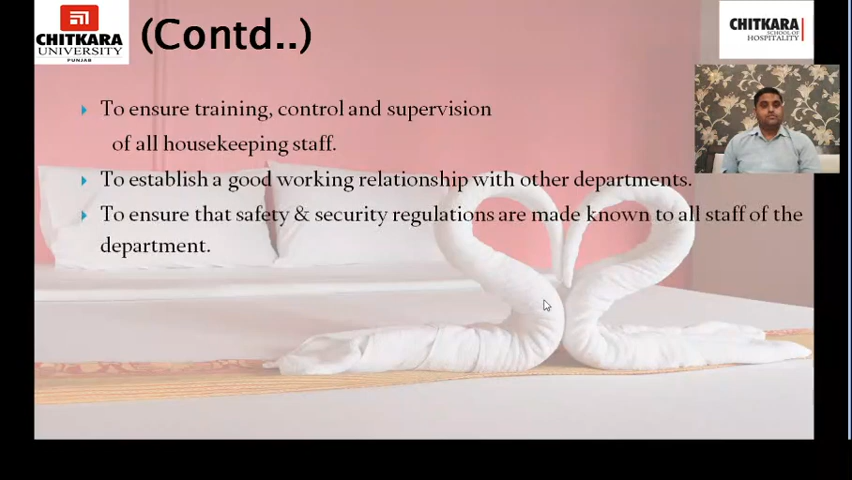 CHITKARA
UNIVERSITY
PUNJAB
(Contd..)
CHITKARA
SCHOOL OF
HOSPITALITY
To ensure training, control and supervision
of all housekeeping staff.
To establish a good working relationship with other departments.
To ensure that safety & security regulations are made known to all staff of the
department.